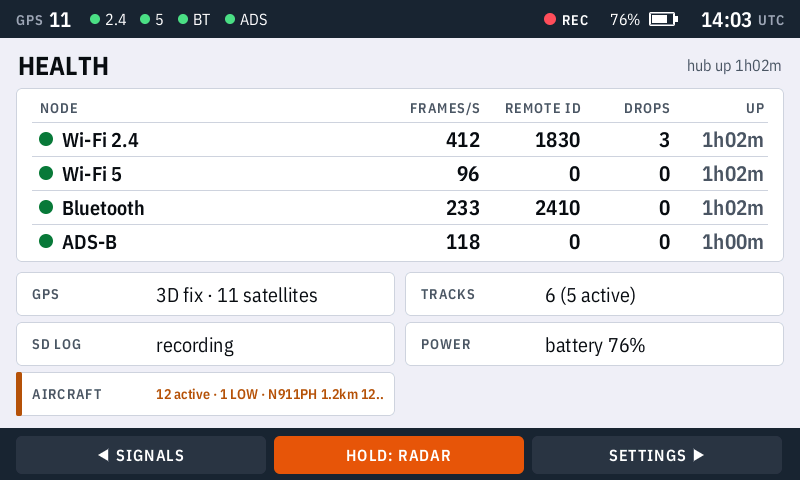 GPS 11 2.4 5 BT ADS REC 76% 14:03 UTC
HEALTH hub up 1h02m
NODE FRAMES/S REMOTE ID DROPS UP
Wi-Fi 2.4 412 1830 3 1h02m
Wi-Fi 5 96 0 0 1h02m
Bluetooth 233 2410 0 1h02m
ADS-B 118 0 0 1h00m
GPS 3D fix · 11 satellites TRACKS 6 (5 active)
SD LOG recording POWER battery 76%
AIRCRAFT 12 active · 1 LOW · N911PH 1.2km 12..
◀ SIGNALS HOLD: RADAR SETTINGS ▶